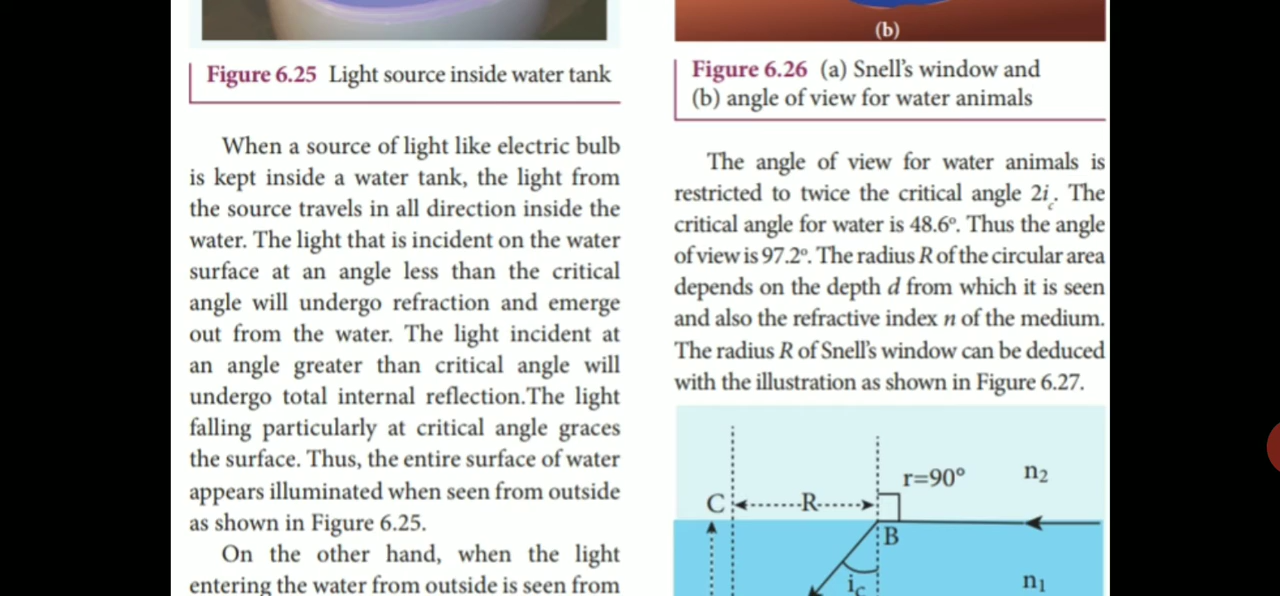 Figure 6.25 Light source inside water tank
When a source of light like electric bulb
is kept inside a water tank, the light from
the source travels in all direction inside the
water. The light that is incident on the water
surface at an angle less than the critical
angle will undergo refraction and emerge
out from the water. The light incident at
an angle greater than critical angle will
undergo total internal reflection.The light
falling particularly at critical angle graces
the surface. Thus, the entire surface of water
appears illuminated when seen from outside
as shown in Figure 6.25.
On the other hand, when the light
entering the water from outside is seen from
(b)
Figure 6.26 (a) Snell's window and
(b) angle of view for water animals
The angle of view for water animals is
restricted to twice the critical angle 2i_c. The
critical angle for water is 48.6°. Thus the angle
of view is 97.2°. The radius R of the circular area
depends on the depth d from which it is seen
and also the refractive index n of the medium.
The radius R of Snell's window can be deduced
with the illustration as shown in Figure 6.27.
r=90°
n₂
C
R
B
i_c
n₁